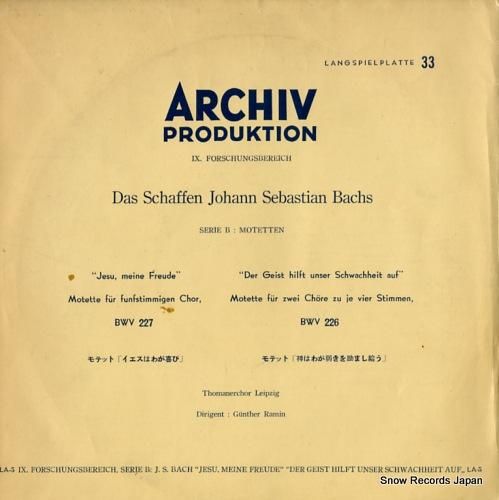 LANGSPIELPLATTE 33
ARCHIV
PRODUKTION
IX. FORSCHUNGSBEREICH
Das Schaffen Johann Sebastian Bachs
SERIE B : MOTETTEN
"Jesu, meine Freude"
Motette für funfstimmigen Chor,
BWV 227
モテット「イエスはわが喜び」
"Der Geist hilft unser Schwachheit auf"
Motette für zwei Chöre zu je vier Stimmen,
BWV 226
モテット「神はわが弱きを励まし給う」
Thomanerchor Leipzig
Dirigent : Günther Ramin
LA-5 IX. FORSCHUNGSBEREICH, SERIE B: J. S. BACH "JESU, MEINE FREUDE" "DER GEIST HILFT UNSER SCHWACHHEIT AUF,, LA-5
Snow Records Japan